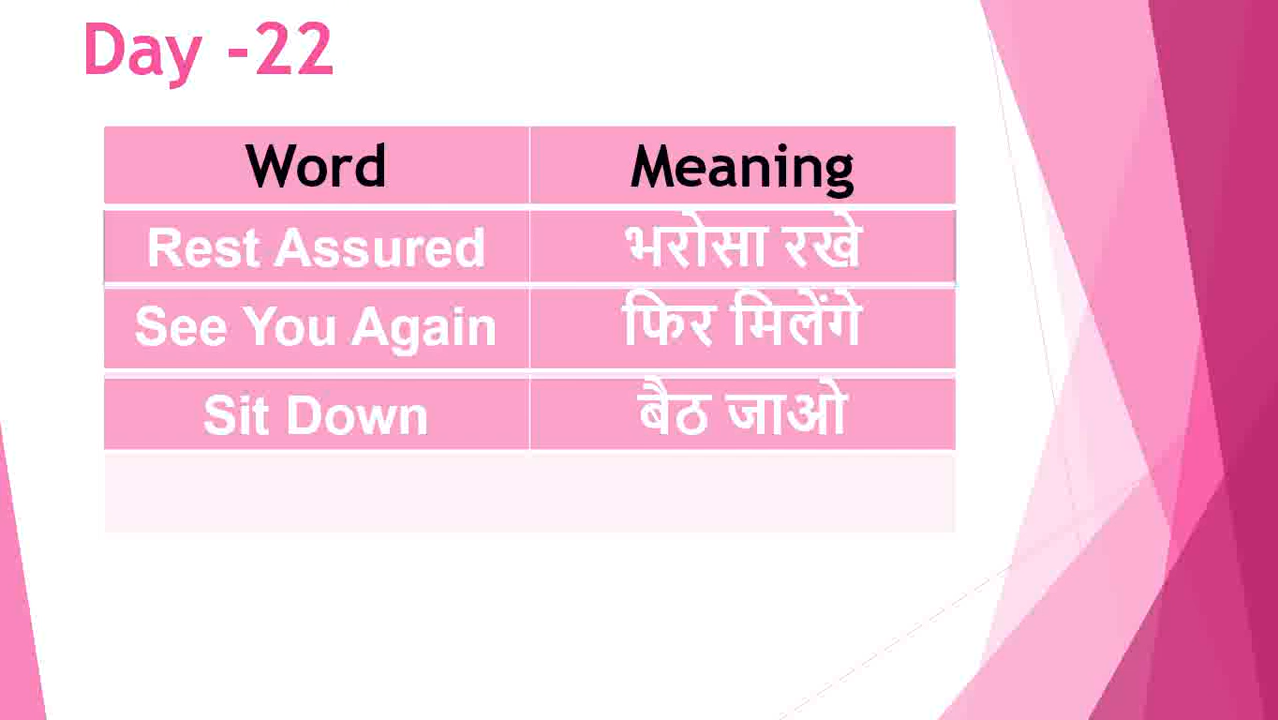 Day -22
Word Meaning
Rest Assured भरोसा रखे
See You Again फिर मिलेंगे
Sit Down बैठ जाओ